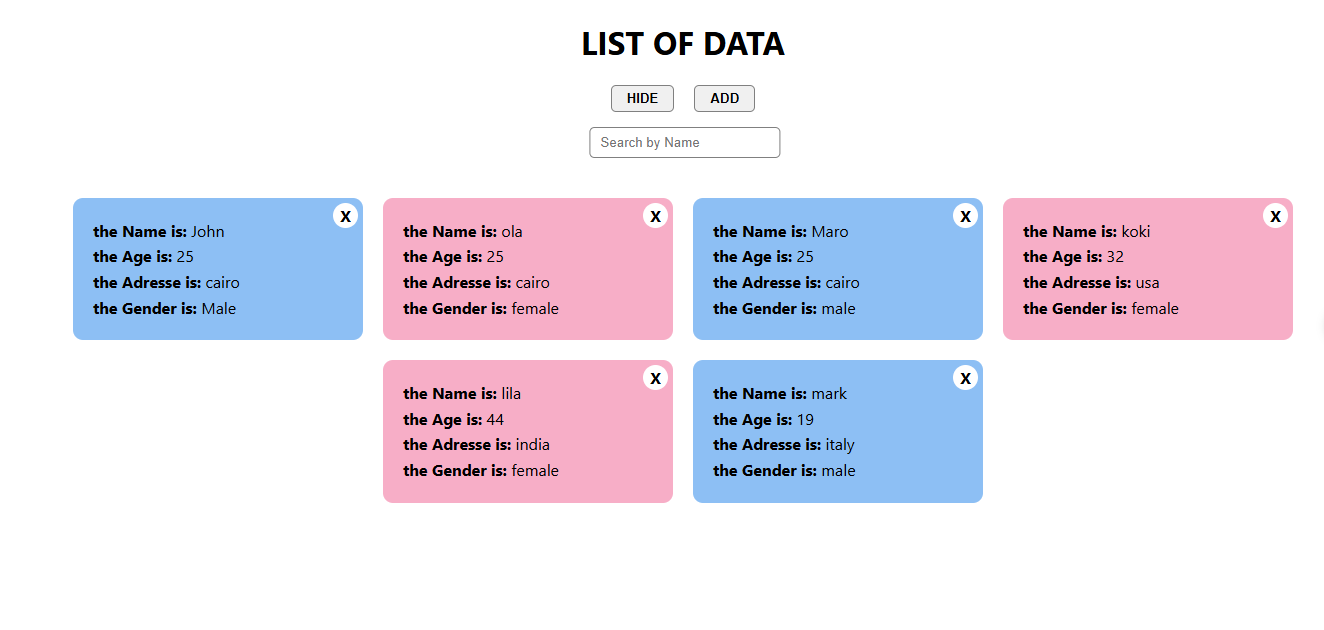 LIST OF DATA
HIDE
ADD
Search by Name
X
the Name is: John
the Age is: 25
the Adresse is: cairo
the Gender is: Male
X
the Name is: ola
the Age is: 25
the Adresse is: cairo
the Gender is: female
X
the Name is: Maro
the Age is: 25
the Adresse is: cairo
the Gender is: male
X
the Name is: koki
the Age is: 32
the Adresse is: usa
the Gender is: female
X
the Name is: lila
the Age is: 44
the Adresse is: india
the Gender is: female
X
the Name is: mark
the Age is: 19
the Adresse is: italy
the Gender is: male